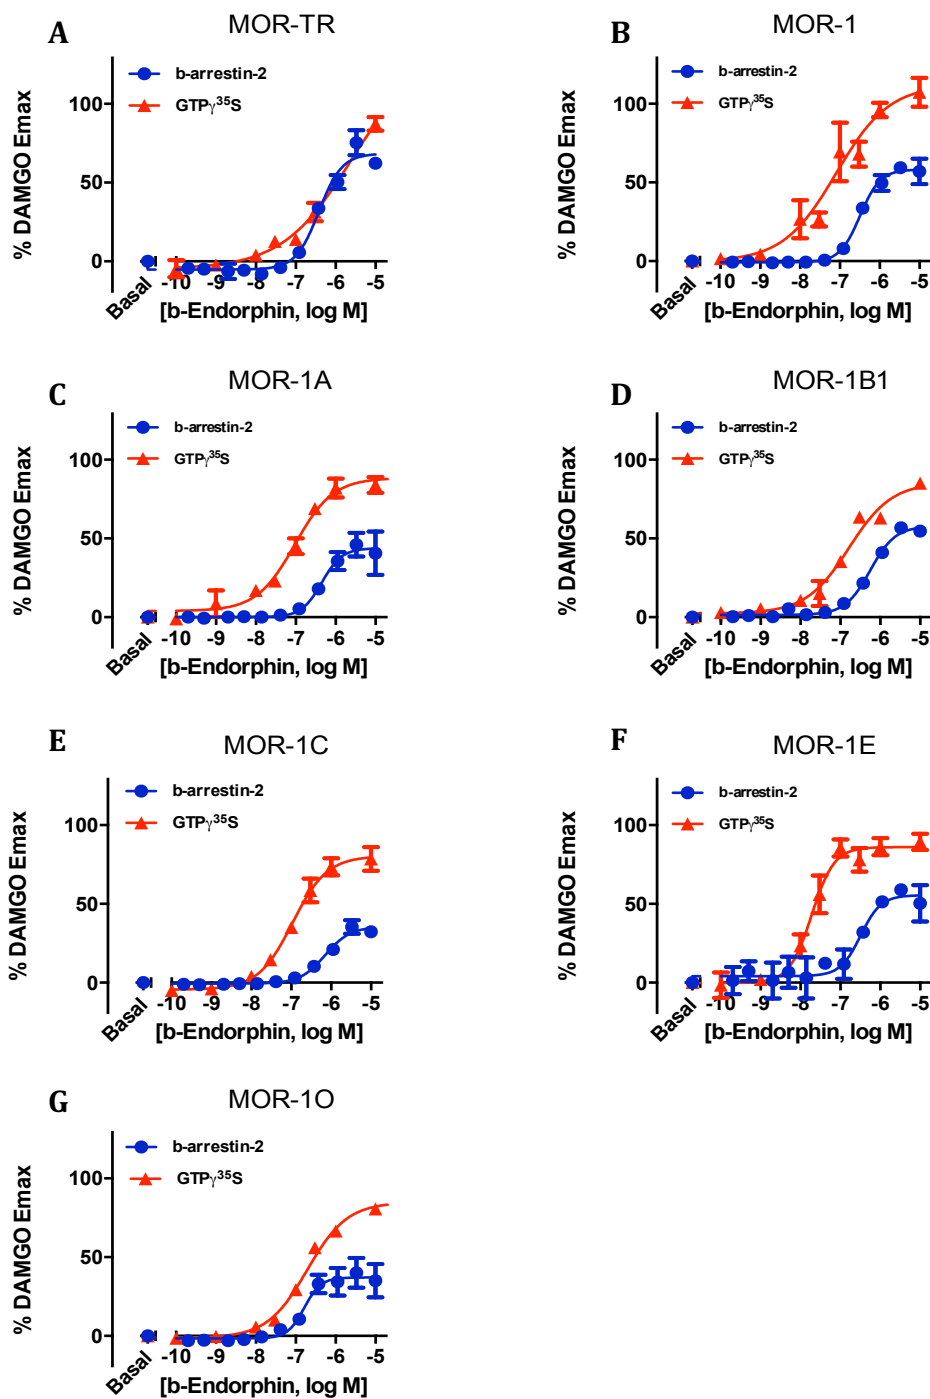 A
MOR-TR
b-arrestin-2
GTPγ³⁵S
% DAMGO Emax
100
50
0
Basal
-10 -9 -8 -7 -6 -5
[b-Endorphin, log M]
B
MOR-1
b-arrestin-2
GTPγ³⁵S
% DAMGO Emax
100
50
0
Basal
-10 -9 -8 -7 -6 -5
[b-Endorphin, log M]
C
MOR-1A
b-arrestin-2
GTPγ³⁵S
% DAMGO Emax
100
50
0
Basal
-10 -9 -8 -7 -6 -5
[b-Endorphin, log M]
D
MOR-1B1
b-arrestin-2
GTPγ³⁵S
% DAMGO Emax
100
50
0
Basal
-10 -9 -8 -7 -6 -5
[b-Endorphin, log M]
E
MOR-1C
b-arrestin-2
GTPγ³⁵S
% DAMGO Emax
100
50
0
Basal
-10 -9 -8 -7 -6 -5
[b-Endorphin, log M]
F
MOR-1E
b-arrestin-2
GTPγ³⁵S
% DAMGO Emax
100
50
0
Basal
-10 -9 -8 -7 -6 -5
[b-Endorphin, log M]
G
MOR-1O
b-arrestin-2
GTPγ³⁵S
% DAMGO Emax
100
50
0
Basal
-10 -9 -8 -7 -6 -5
[b-Endorphin, log M]